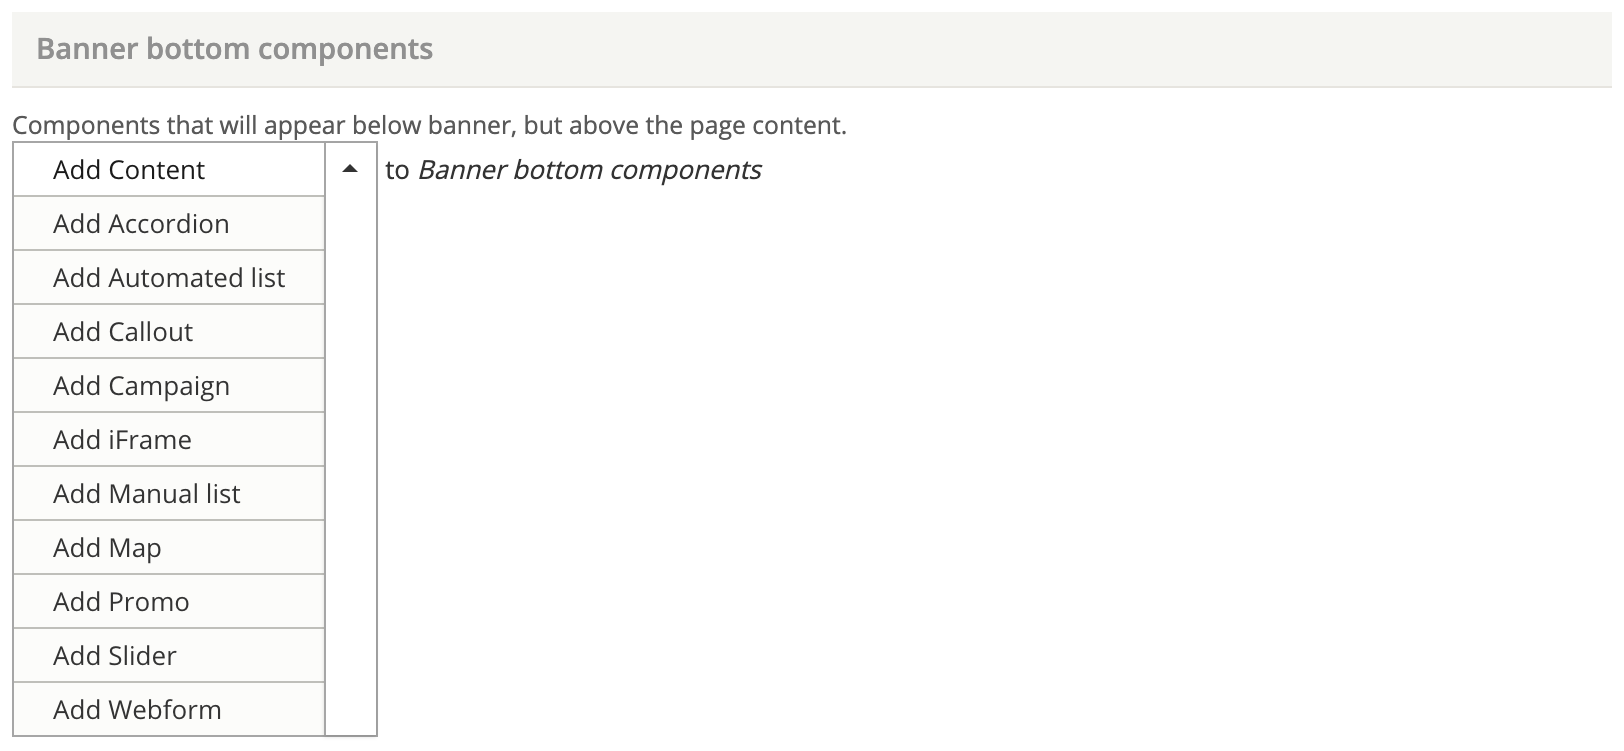 Banner bottom components
Components that will appear below banner, but above the page content.
Add Content to Banner bottom components
Add Accordion
Add Automated list
Add Callout
Add Campaign
Add iFrame
Add Manual list
Add Map
Add Promo
Add Slider
Add Webform